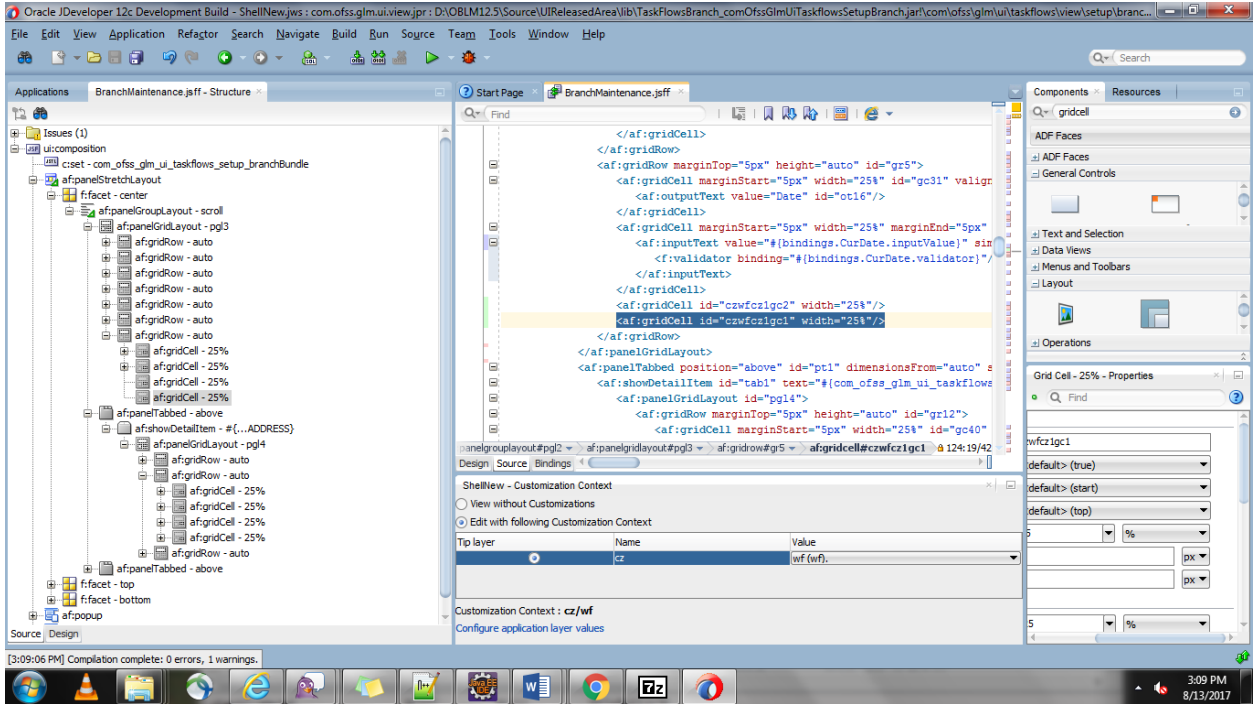 Oracle JDeveloper 12c Development Build - ShellNew.jws : com.ofss.glm.ui.view.jpr : D:\OBLM12.5\Source\UIReleasedArea\lib\TaskFlowsBranch_comOfssGlmUiTaskflowsSetupBranch.jar!\com\ofss\glm\ui\taskflows\view\setup\branc...
File Edit View Application Refactor Search Navigate Build Run Source Team Tools Window Help
Search
Applications BranchMaintenance.jsff - Structure
Issues (1)
ui:composition
c:set - com_ofss_glm_ui_taskflows_setup_branchBundle
af:panelStretchLayout
f:facet - center
af:panelGroupLayout - scroll
af:panelGridLayout - pgl3
af:gridRow - auto
af:gridRow - auto
af:gridRow - auto
af:gridRow - auto
af:gridRow - auto
af:gridRow - auto
af:gridRow - auto
af:gridCell - 25%
af:gridCell - 25%
af:gridCell - 25%
af:gridCell - 25%
af:panelTabbed - above
af:showDetailItem - #{...ADDRESS}
af:panelGridLayout - pgl4
af:gridRow - auto
af:gridRow - auto
af:gridCell - 25%
af:gridCell - 25%
af:gridCell - 25%
af:gridCell - 25%
af:gridRow - auto
af:panelTabbed - above
f:facet - top
f:facet - bottom
af:popup
Source Design
Start Page BranchMaintenance.jsff
Find
</af:gridCell>
</af:gridRow>
<af:gridRow marginTop="5px" height="auto" id="gr5">
<af:gridCell marginStart="5px" width="25%" id="gc31" valign
<af:outputText value="Date" id="ot16"/>
</af:gridCell>
<af:gridCell marginStart="5px" width="25%" marginEnd="5px"
<af:inputText value="#{bindings.CurDate.inputValue}" sim
<f:validator binding="#{bindings.CurDate.validator}"/
</af:inputText>
</af:gridCell>
<af:gridCell id="czwfcz1gc2" width="25%"/>
<af:gridCell id="czwfcz1gc1" width="25%"/>
</af:gridRow>
</af:panelGridLayout>
<af:panelTabbed position="above" id="pt1" dimensionsFrom="auto" s
<af:showDetailItem id="tab1" text="#{com_ofss_glm_ui_taskflows
<af:panelGridLayout id="pgl4">
<af:gridRow marginTop="5px" height="auto" id="gr12">
<af:gridCell marginStart="5px" width="25%" id="gc40"
panelgrouplayout#pgl2 af:panelgridlayout#pgl3 af:gridrow#gr5 af:gridcell#czwfcz1gc1 124:19/42
Design Source Bindings
ShellNew - Customization Context
View without Customizations
Edit with following Customization Context
Tip layer Name Value
cz wf (wf).
Customization Context : cz/wf
Configure application layer values
Components Resources
gridcell
ADF Faces
ADF Faces
General Controls
Text and Selection
Data Views
Menus and Toolbars
Layout
Operations
Grid Cell - 25% - Properties
Find
zwfcz1gc1
<default> (true)
<default> (start)
<default> (top)
5 %
px
px
5 %
[3:09:06 PM] Compilation complete: 0 errors, 1 warnings.
3:09 PM
8/13/2017